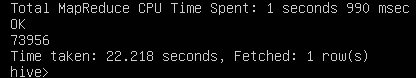 Total MapReduce CPU Time Spent: 1 seconds 990 msec
OK
73956
Time taken: 22.218 seconds, Fetched: 1 row(s)
hive>